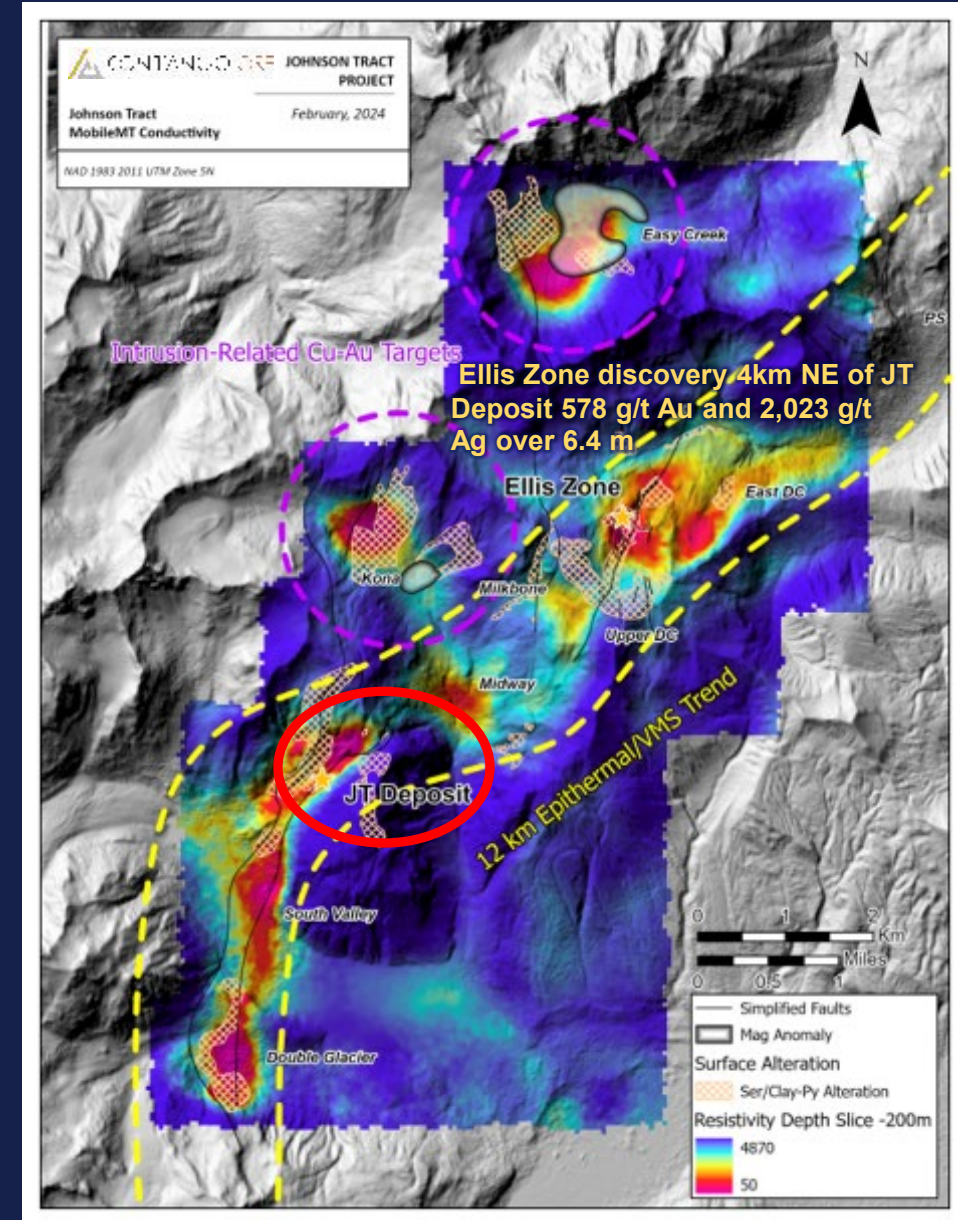 CONTANGO ORE
JOHNSON TRACT
PROJECT
Johnson Tract
MobileMT Conductivity
February, 2024
NAD 1983 2011 UTM Zone 5N
N
Easy Creek
PS
Intrusion-Related Cu-Au Targets
Ellis Zone discovery 4km NE of JT
Deposit 578 g/t Au and 2,023 g/t
Ag over 6.4 m
Ellis Zone
East DC
Kona
Milkbone
Upper DC
Midway
JT Deposit
12 km Epithermal/VMS Trend
South Valley
Double Glacier
0 1 2
Km
Miles
0 0.5 1
Simplified Faults
Mag Anomaly
Surface Alteration
Ser/Clay-Py Alteration
Resistivity Depth Slice -200m
4870
50